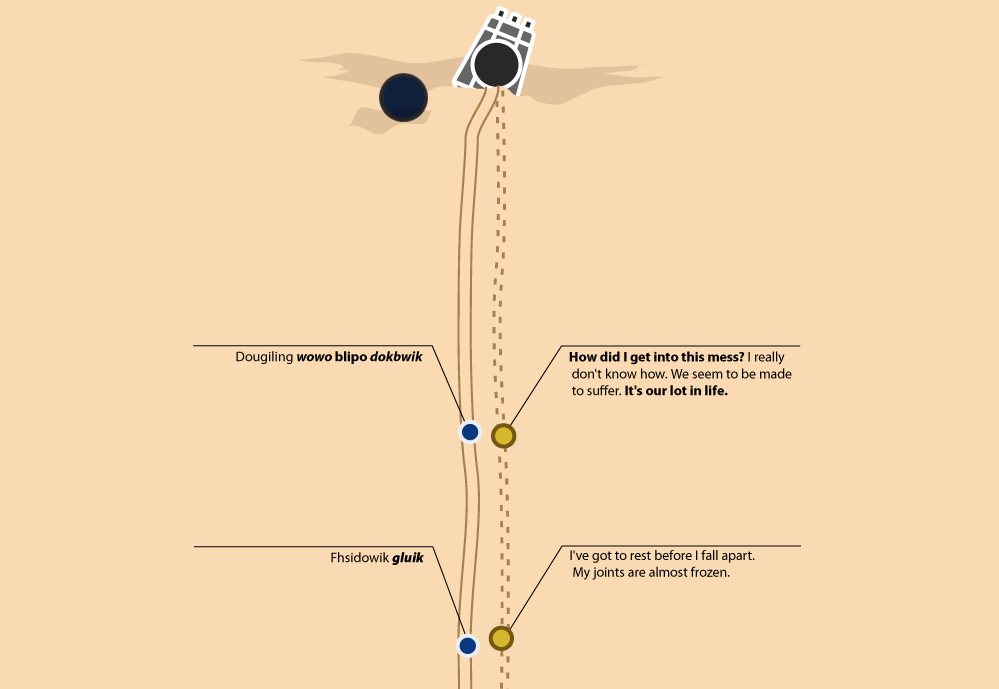 Dougiling wowo blipo dokbwik
How did I get into this mess? I really
don't know how. We seem to be made
to suffer. It's our lot in life.
Fhsidowik gluik
I've got to rest before I fall apart.
My joints are almost frozen.